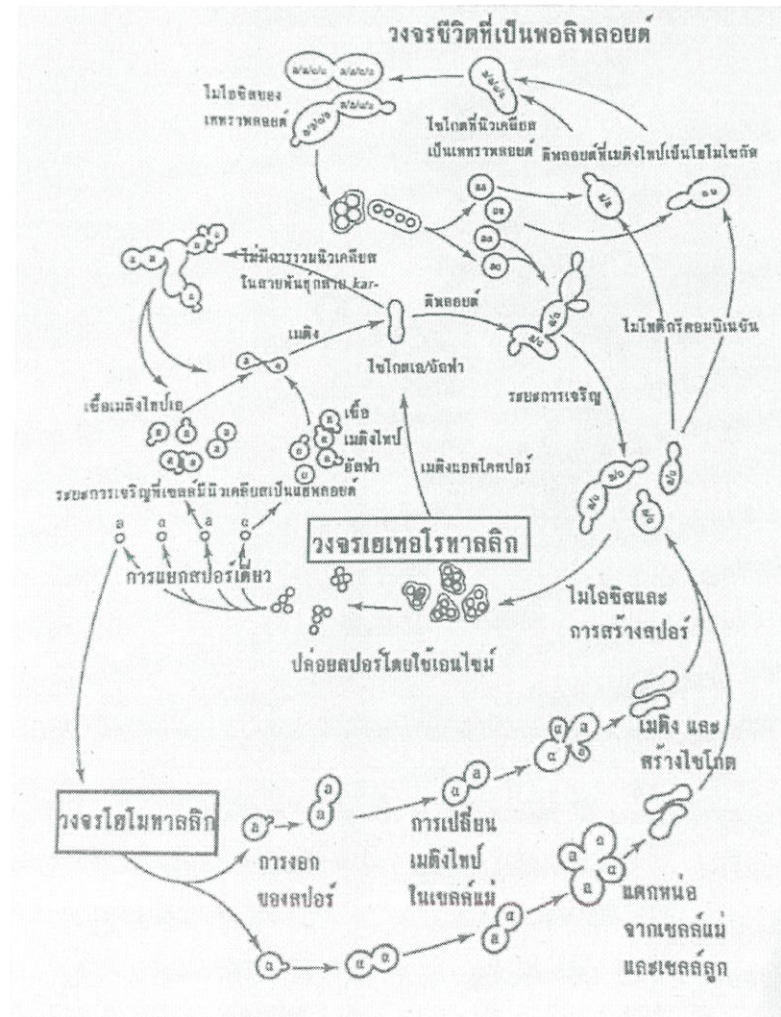 วงจรชีวิตที่เป็นพอลิพลอยด์
ไมโอซิสของ
เททราพลอยด์
ไซโกตที่นิวเคลียส
เป็นเททราพลอยด์
ดิพลอยด์ที่เมติงไทป์เป็นโฮโมไซกัส
ไม่มีการรวมนิวเคลียส
ในสายพันธุ์กลาย kar-
ดิพลอยด์
เมติง
ไซโกตเอ/อัลฟา
ไมโทติกรีคอมบิเนชัน
ระยะการเจริญ
เชื้อเมติงไทป์เอ
เชื้อ
เมติงไทป์
อัลฟา
เมติงแอสโคสปอร์
ระยะการเจริญที่เซลล์มีนิวเคลียสเป็นแฮพลอยด์
a α a α
วงจรเฮเทอโรทาลลิก
การแยกสปอร์เดี่ยว
ไมโอซิสและ
การสร้างสปอร์
ปล่อยสปอร์โดยใช้เอนไซม์
เมติง และ
สร้างไซโกต
วงจรโฮโมทาลลิก
การงอก
ของสปอร์
การเปลี่ยน
เมติงไทป์
ในเซลล์แม่
แตกหน่อ
จากเซลล์แม่
และเซลล์ลูก